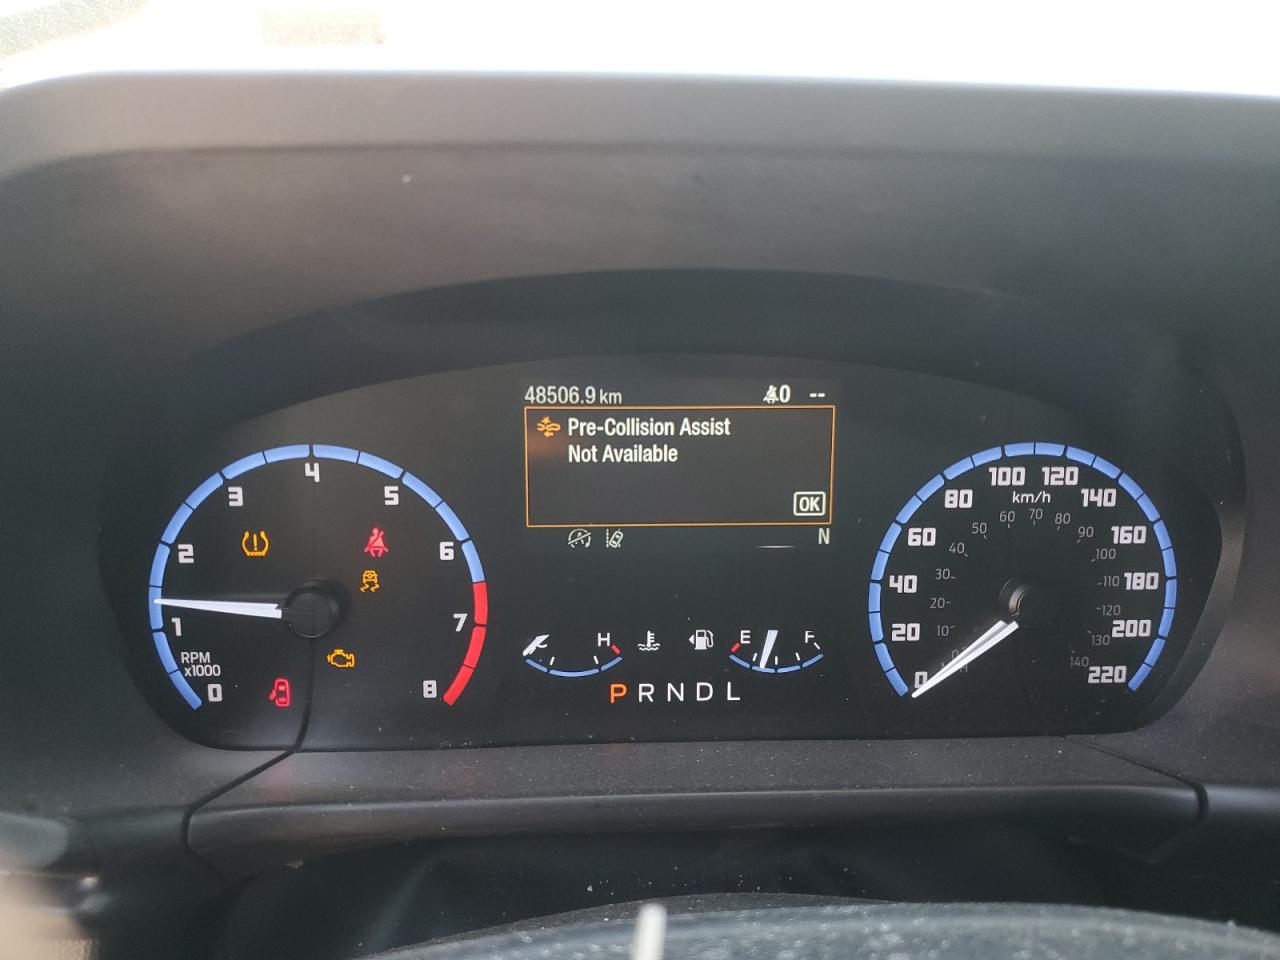 48506.9 km 0 --
Pre-Collision Assist
Not Available
OK
N
0 1 2 3 4 5 6 7 8
RPM
x1000
H E F
P R N D L
0 20 40 60 80 100 120 140 160 180 200 220
km/h
10 20 30 40 50 60 70 80 90 100 110 120 130 140